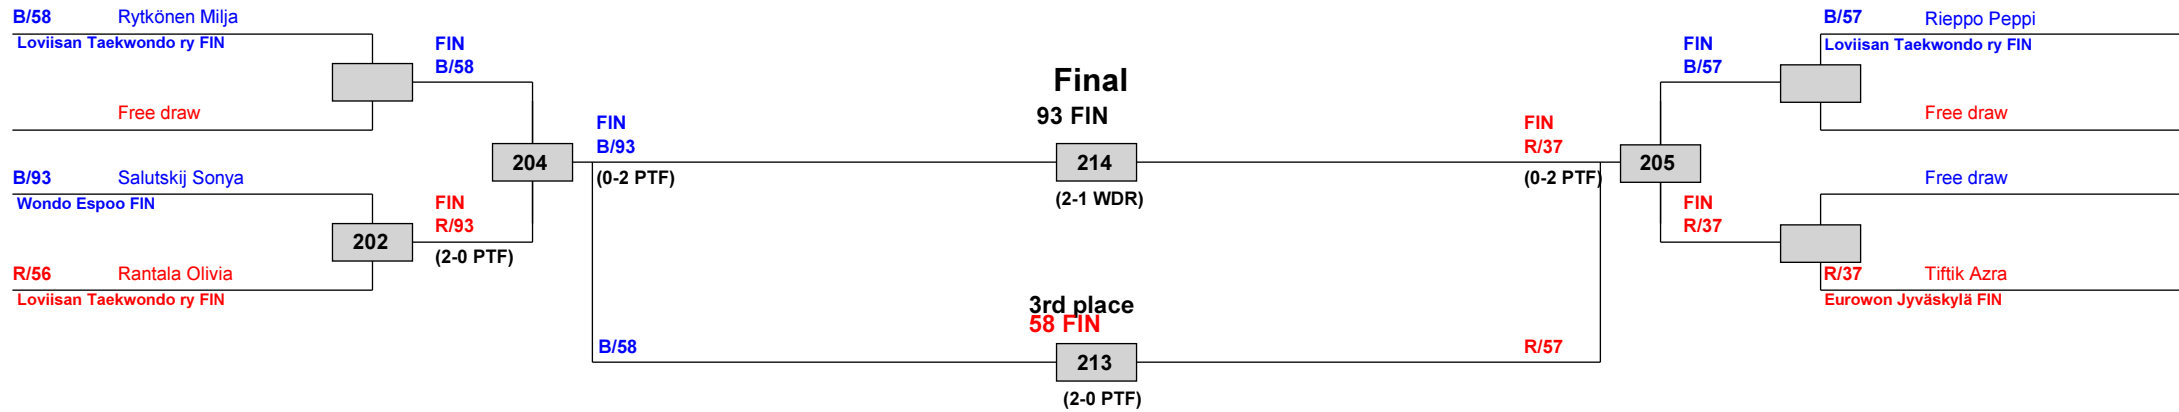 B/58 Rytkönen Milja
Loviisan Taekwondo ry FIN
Free draw
FIN
B/58
B/93 Salutskij Sonya
Wondo Espoo FIN
202
R/56 Rantala Olivia
Loviisan Taekwondo ry FIN
FIN
R/93
(2-0 PTF)
204
FIN
B/93
(0-2 PTF)
Final
93 FIN
214
(2-1 WDR)
3rd place
58 FIN
B/58
213
R/57
(2-0 PTF)
FIN
R/37
(0-2 PTF)
205
FIN
B/57
FIN
R/37
B/57 Rieppo Peppi
Loviisan Taekwondo ry FIN
Free draw
Free draw
R/37 Tiftik Azra
Eurowon Jyväskylä FIN